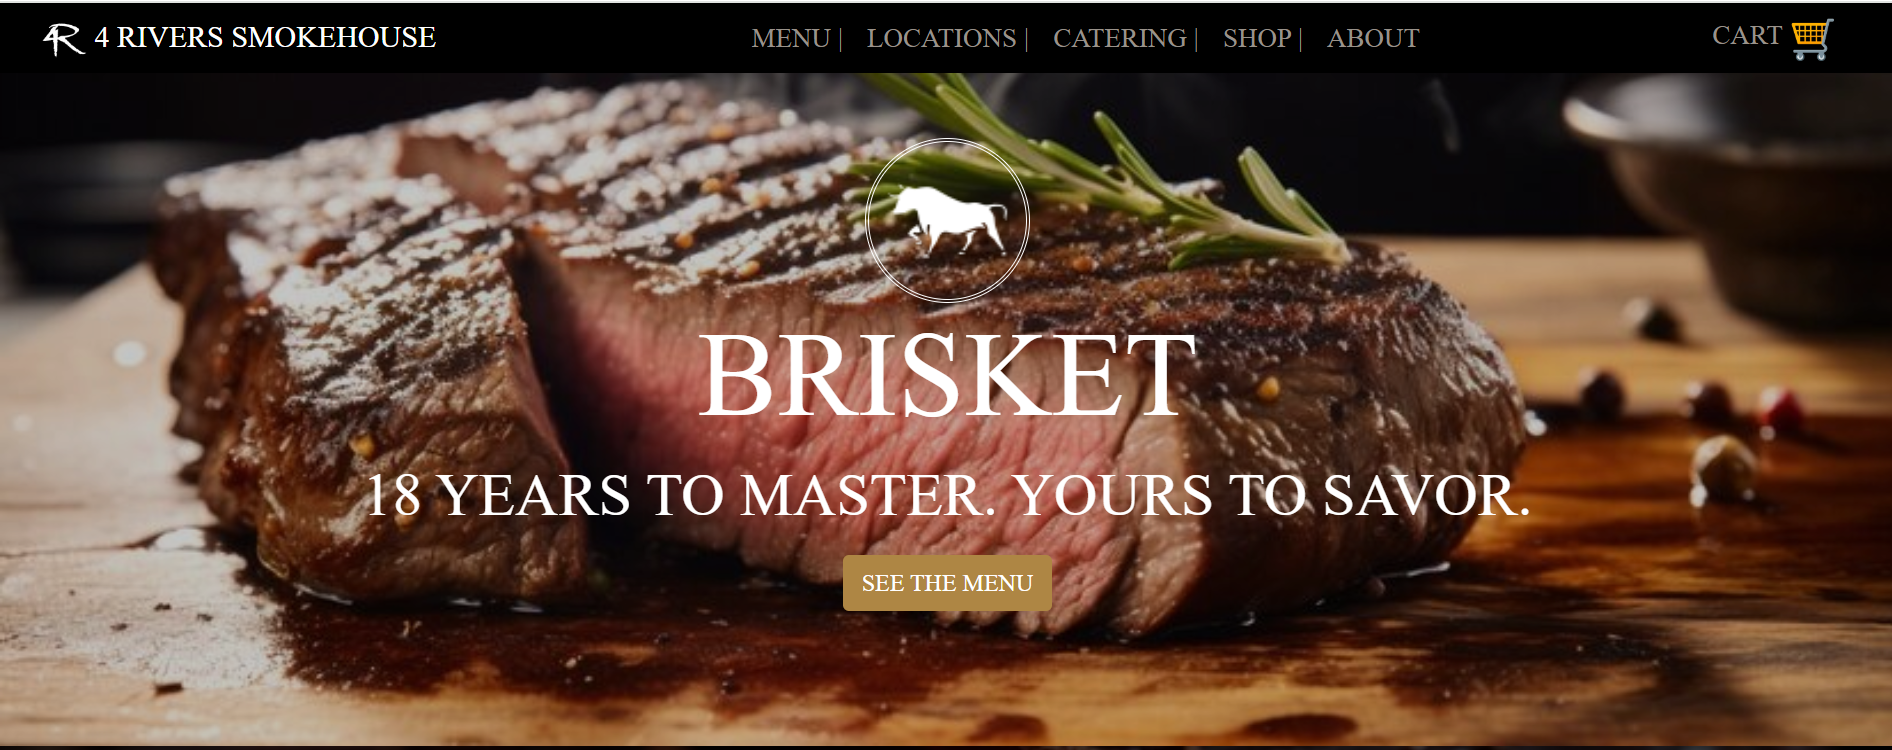 4R 4 RIVERS SMOKEHOUSE
MENU | LOCATIONS | CATERING | SHOP | ABOUT
CART
BRISKET
18 YEARS TO MASTER. YOURS TO SAVOR.
SEE THE MENU